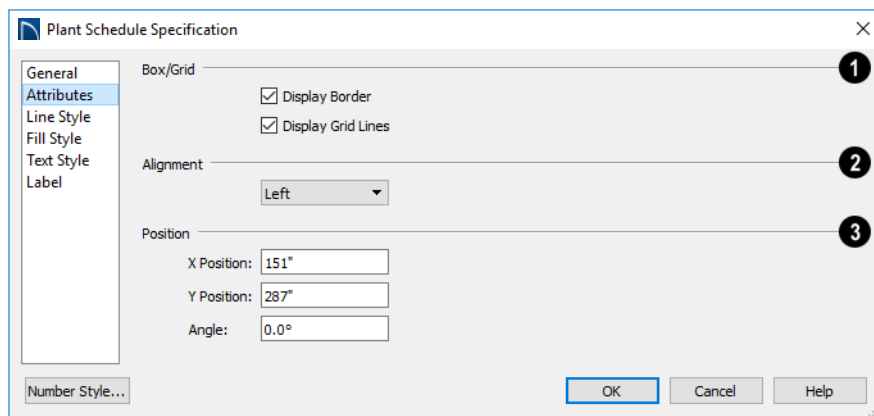 Plant Schedule Specification
General
Attributes
Line Style
Fill Style
Text Style
Label
Box/Grid
1
Display Border
Display Grid Lines
Alignment
2
Left
Position
3
X Position: 151"
Y Position: 287"
Angle: 0.0°
Number Style...
OK Cancel Help